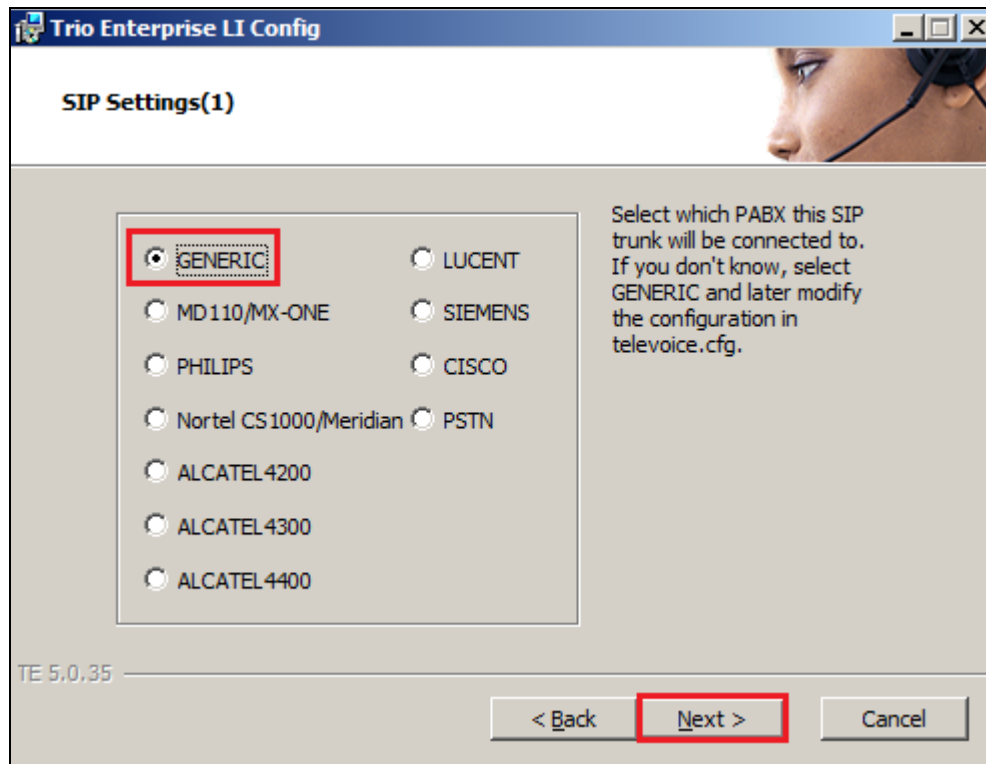 Trio Enterprise LI Config
SIP Settings(1)
GENERIC
LUCENT
MD110/MX-ONE
SIEMENS
PHILIPS
CISCO
Nortel CS1000/Meridian
PSTN
ALCATEL4200
ALCATEL4300
ALCATEL4400
Select which PABX this SIP
trunk will be connected to.
If you don't know, select
GENERIC and later modify
the configuration in
televoice.cfg.
TE 5.0.35
< Back
Next >
Cancel